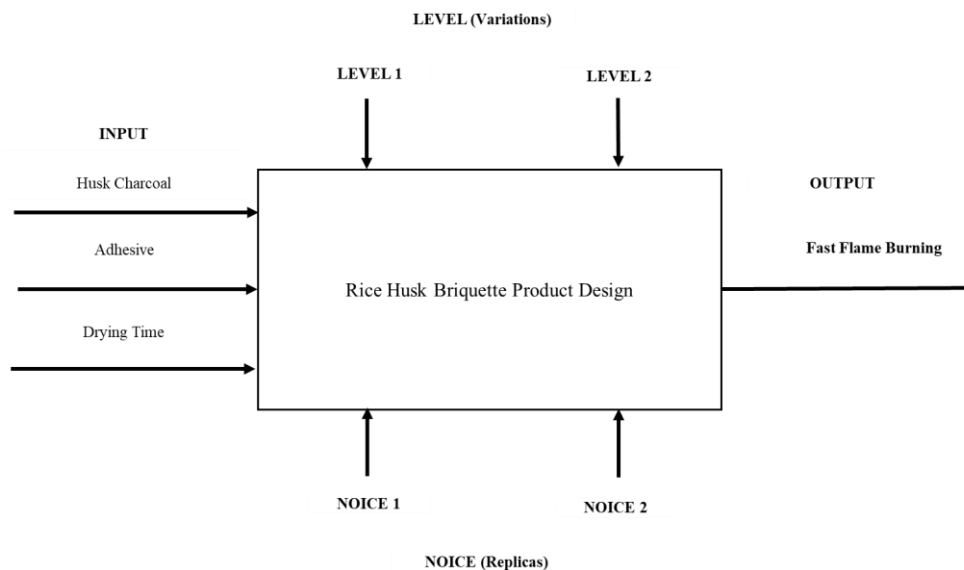 LEVEL (Variations)
LEVEL 1
LEVEL 2
INPUT
Husk Charcoal
OUTPUT
Adhesive
Fast Flame Burning
Rice Husk Briquette Product Design
Drying Time
NOICE 1
NOICE 2
NOICE (Replicas)